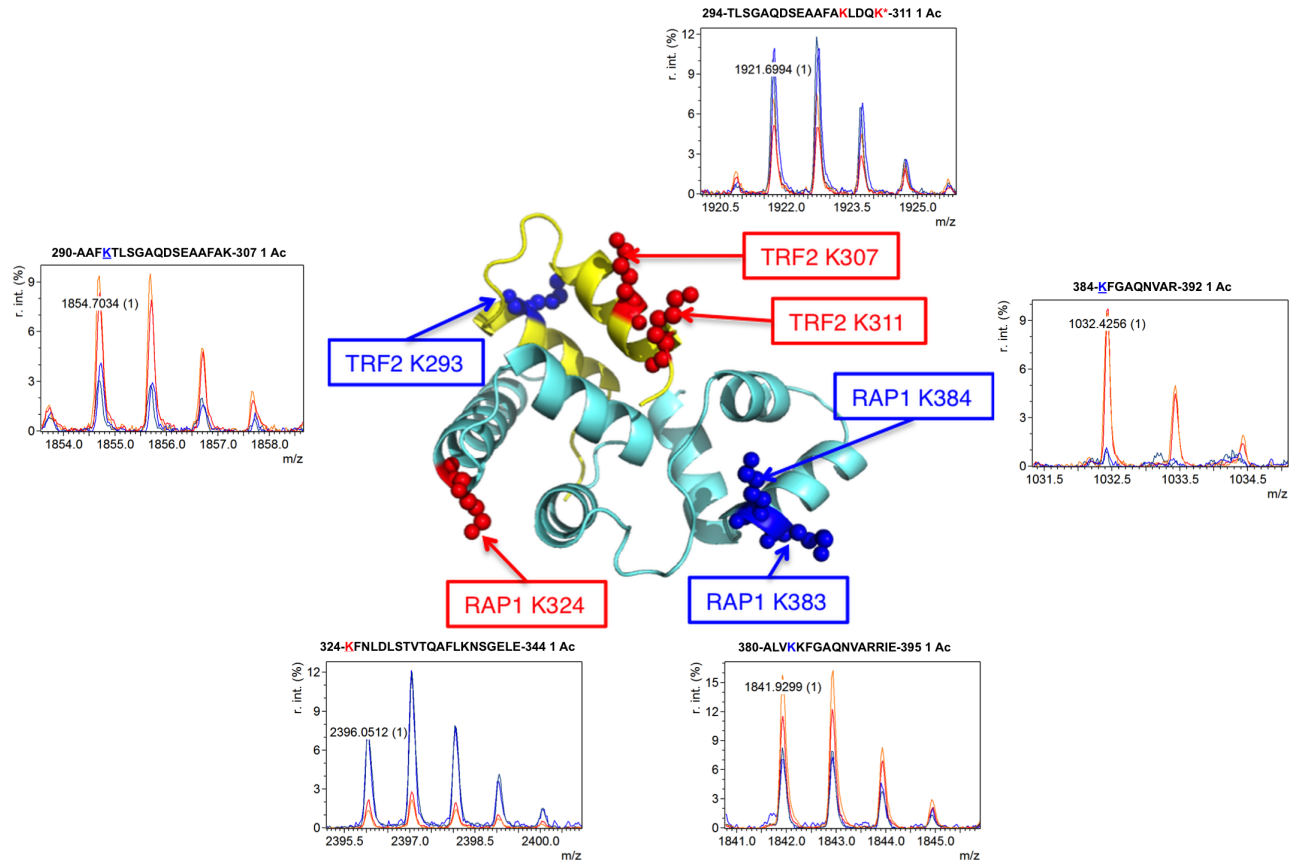 294-TLSGAQDSEAAFAKLDQK*-311 1 Ac
r. int. (%)
12
9
6
3
0
1921.6994 (1)
1920.5
1922.0
1923.5
1925.0
m/z
290-AAFKTLSGAQDSEAAFAK-307 1 Ac
r. int. (%)
9
6
3
0
1854.7034 (1)
1854.0
1855.0
1856.0
1857.0
1858.0
m/z
TRF2 K307
TRF2 K311
TRF2 K293
RAP1 K384
RAP1 K324
RAP1 K383
384-KFGAQNVAR-392 1 Ac
r. int. (%)
9
6
3
0
1032.4256 (1)
1031.5
1032.5
1033.5
1034.5
m/z
324-KFNLDLSTVTQAFLKNSGELE-344 1 Ac
r. int. (%)
12
9
6
3
0
2396.0512 (1)
2395.5
2397.0
2398.5
2400.0
m/z
380-ALVKKFGAQNVARRIE-395 1 Ac
r. int. (%)
15
12
9
6
3
0
1841.9299 (1)
1841.0
1842.0
1843.0
1844.0
1845.0
m/z